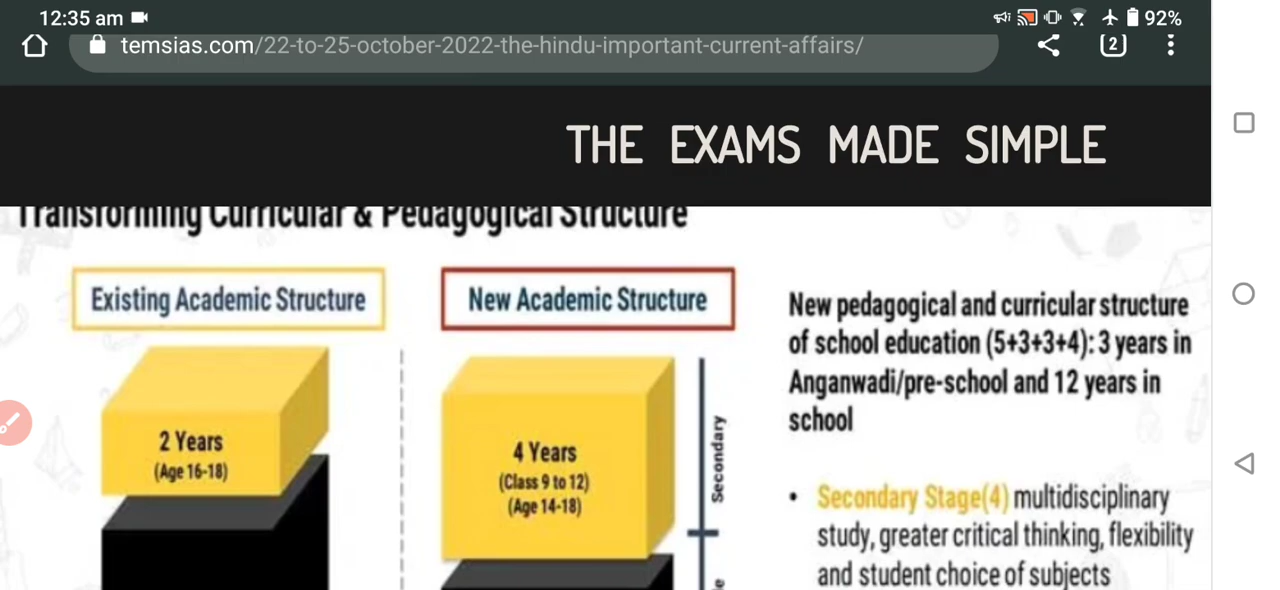 12:35 am
92%
temsias.com/22-to-25-october-2022-the-hindu-important-current-affairs/
2
THE EXAMS MADE SIMPLE
Transforming Curricular & Pedagogical Structure
Existing Academic Structure
2 Years
(Age 16-18)
New Academic Structure
4 Years
(Class 9 to 12)
(Age 14-18)
Secondary
New pedagogical and curricular structure
of school education (5+3+3+4): 3 years in
Anganwadi/pre-school and 12 years in
school
• Secondary Stage(4) multidisciplinary
study, greater critical thinking, flexibility
and student choice of subjects